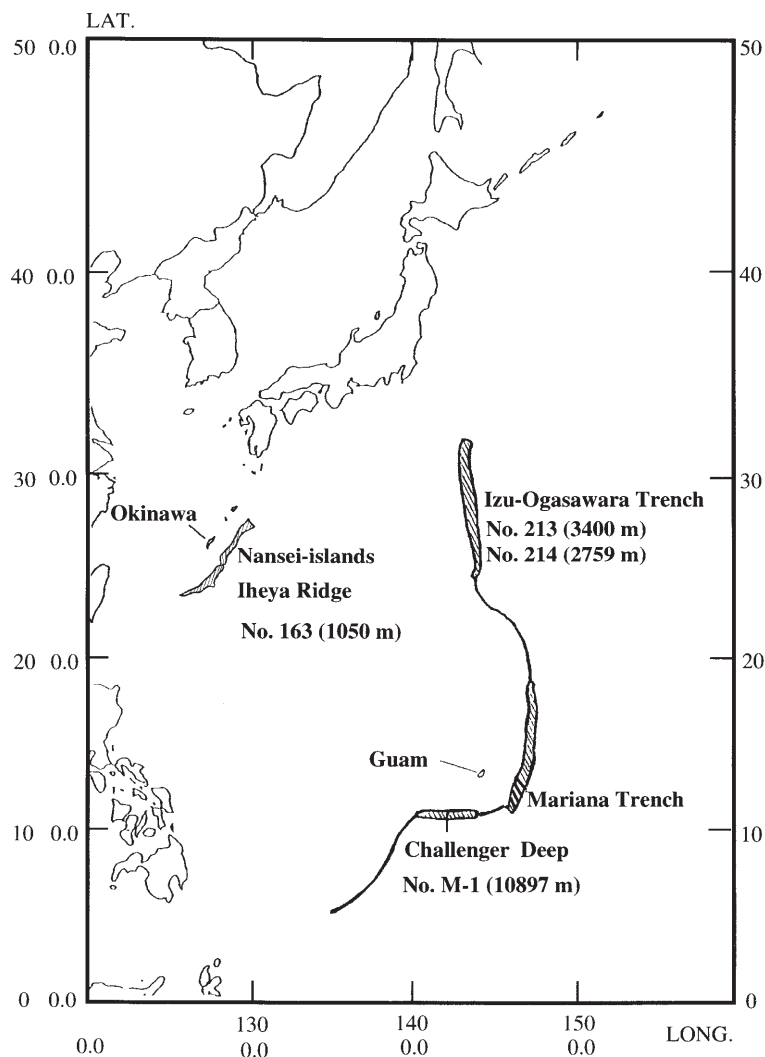 LAT.
50 0.0
50
40 0.0
40
30 0.0
30
Izu-Ogasawara Trench
Okinawa
No. 213 (3400 m)
No. 214 (2759 m)
Nansei-islands
Iheya Ridge
No. 163 (1050 m)
20 0.0
20
Guam
Mariana Trench
10 0.0
10
Challenger Deep
No. M-1 (10897 m)
0 0.0
0
130 140 150
LONG.
0.0 0.0 0.0 0.0